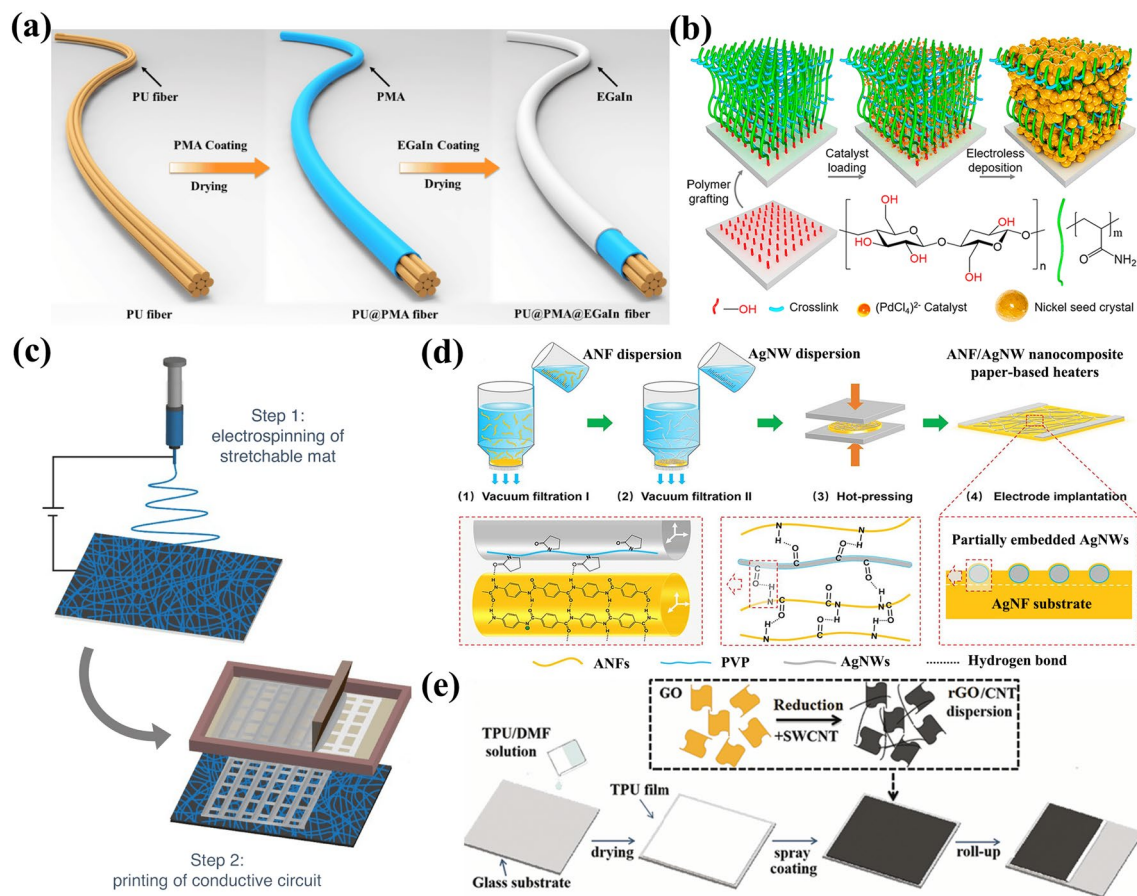 (a)
PU fiber
PMA
EGaIn
PMA Coating
Drying
EGaIn Coating
Drying
PU fiber
PU@PMA fiber
PU@PMA@EGaIn fiber
(b)
Catalyst
loading
Electroless
deposition
Polymer
grafting
OH
OH
HO
OH
O
O
O
HO
OH
O
O
OH
n
m
O
NH₂
—OH
Crosslink
(PdCl₄)²⁻ Catalyst
Nickel seed crystal
(c)
Step 1:
electrospinning of
stretchable mat
Step 2:
printing of conductive circuit
(d)
ANF dispersion
AgNW dispersion
ANF/AgNW nanocomposite
paper-based heaters
(1) Vacuum filtration I
(2) Vacuum filtration II
(3) Hot-pressing
(4) Electrode implantation
Partially embedded AgNWs
AgNF substrate
ANFs
PVP
AgNWs
Hydrogen bond
(e)
GO
Reduction
+SWCNT
rGO/CNT
dispersion
TPU/DMF
solution
TPU film
drying
spray
coating
roll-up
Glass substrate